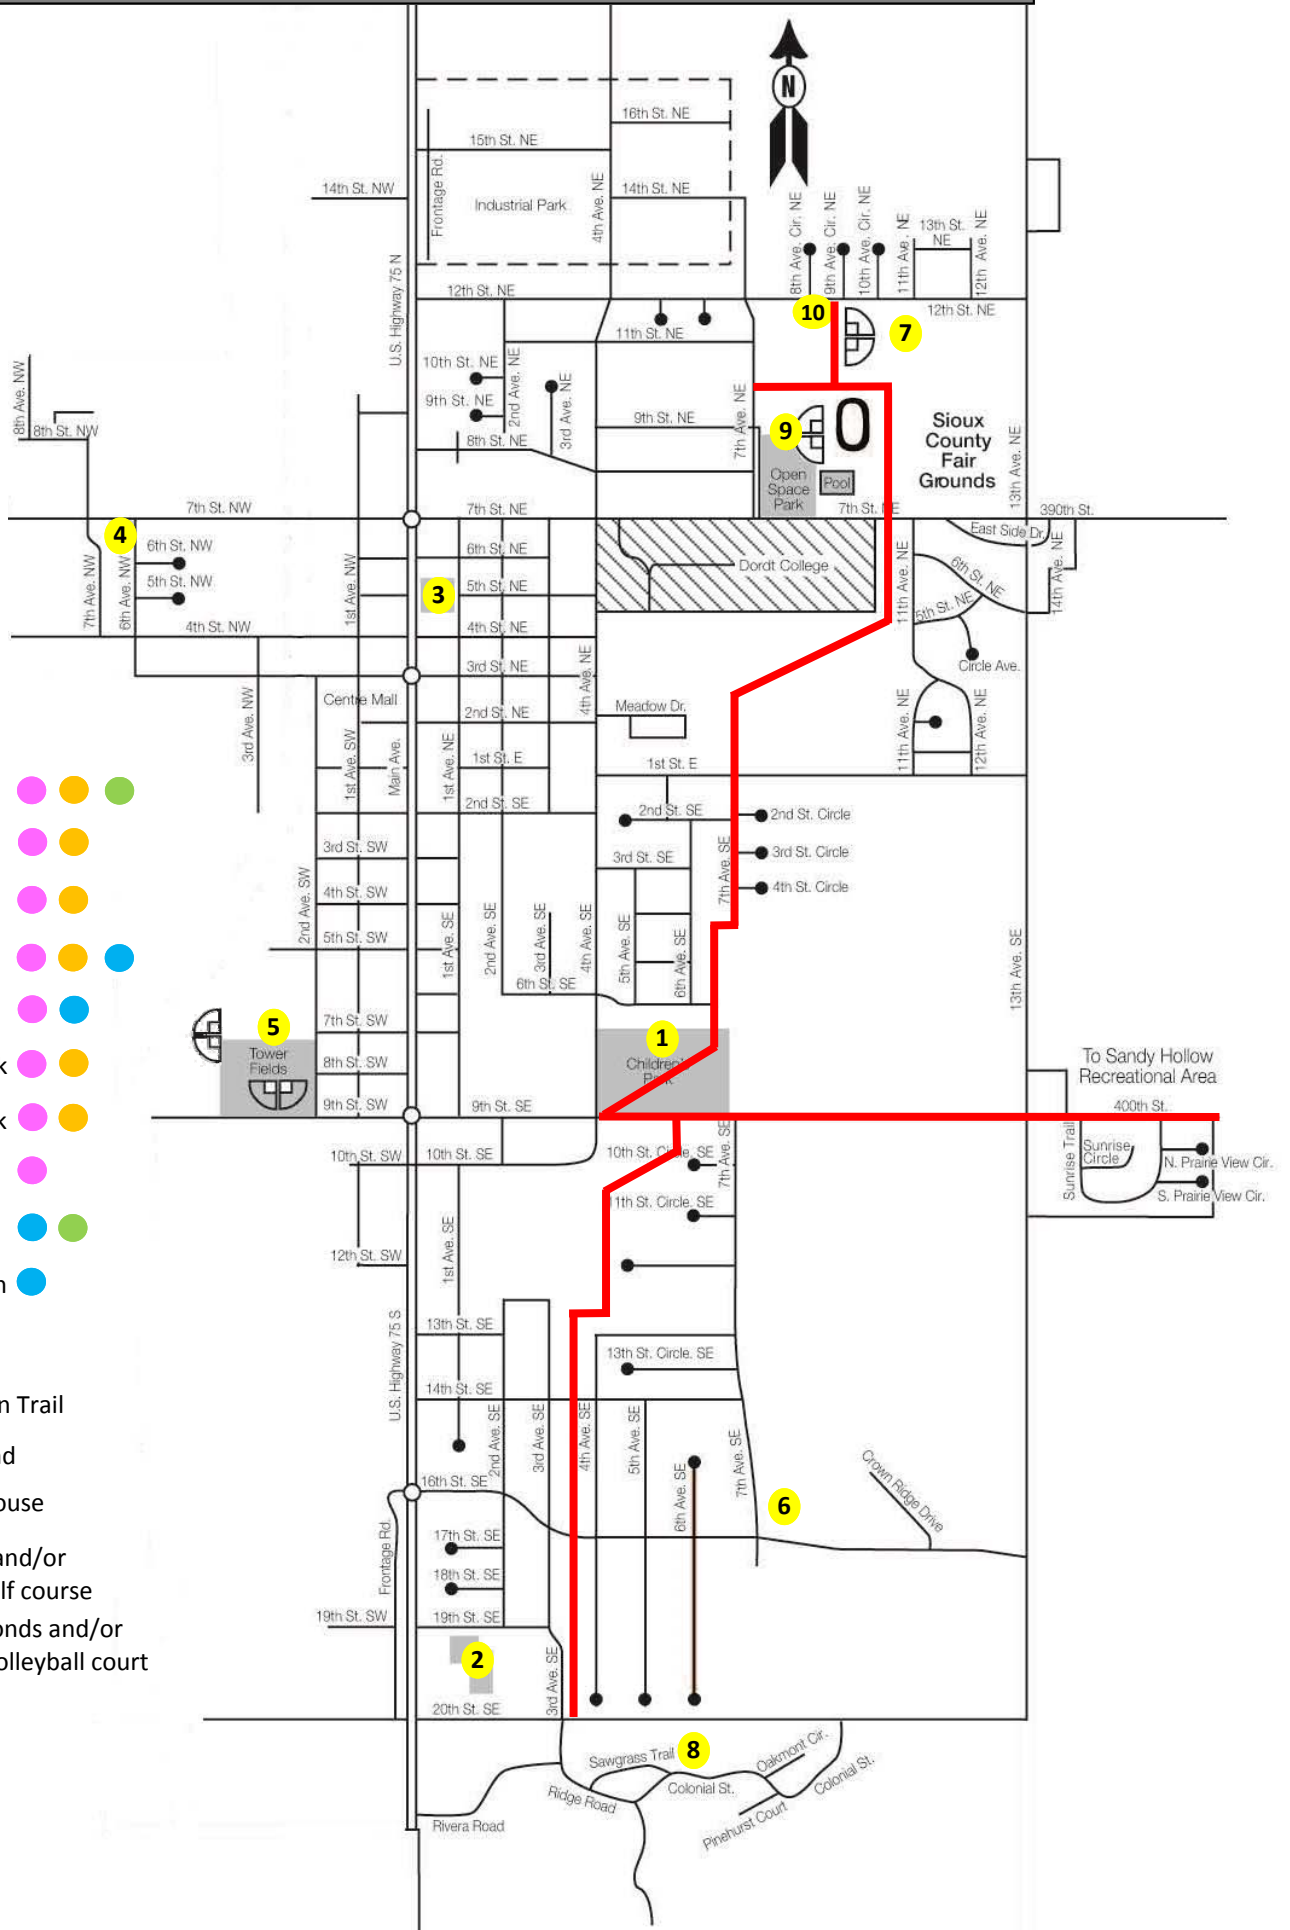 N
16th St. NE
15th St. NE
14th St. NW
14th St. NE
Frontage Rd.
Industrial Park
4th Ave. NE
8th Ave. Cir. NE
9th Ave. Cir. NE
10th Ave. Cir. NE
11th Ave. NE
13th St.
NE
12th Ave. NE
U.S. Highway 75 N
12th St. NE
10
12th St. NE
7
11th St. NE
10th St. NE
2nd Ave. NE
9th St. NE
3rd Ave. NE
8th St. NE
9th St. NE
7th Ave. NE
9
Open
Space
Park
Pool
Sioux
County
Fair
Grounds
13th Ave. NE
8th Ave. NW
8th St. NW
7th St. NW
7th St. NE
7th St. NE
390th St.
East Side Dr.
4
6th St. NW
5th St. NW
7th Ave. NW
6th Ave. NW
4th St. NW
1st Ave. NW
6th St. NE
3
5th St. NE
4th St. NE
3rd St. NE
Dordt College
11th Ave. NE
6th St. NE
5th St. NE
14th Ave. NE
Circle Ave.
3rd Ave. NW
Centre Mall
4th Ave. NE
2nd St. NE
Meadow Dr.
11th Ave. NE
12th Ave. NE
1st Ave. SW
Main Ave.
1st Ave. NE
1st St. E
1st St. E
2nd St. SE
2nd St. SE
2nd St. Circle
3rd St. SW
3rd St. SE
7th Ave. SE
3rd St. Circle
4th St. SW
4th St. Circle
2nd Ave. SW
5th St. SW
1st Ave. SE
2nd Ave. SE
3rd Ave. SE
4th Ave. SE
5th Ave. SE
6th Ave. SE
6th St. SE
13th Ave. SE
7th St. SW
5
Tower
Fields
8th St. SW
9th St. SW
9th St. SE
1
Children's
Park
To Sandy Hollow
Recreational Area
400th St.
10th St. SW
10th St. SE
10th St. Circle. SE
7th Ave. SE
11th St. Circle. SE
Sunrise Trail
Sunrise
Circle
N. Prairie View Cir.
S. Prairie View Cir.
12th St. SW
1st Ave. SE
U.S. Highway 75 S
13th St. SE
13th St. Circle. SE
14th St. SE
2nd Ave. SE
3rd Ave. SE
4th Ave. SE
5th Ave. SE
6th Ave. SE
7th Ave. SE
16th St. SE
6
Crown Ridge Drive
Frontage Rd.
17th St. SE
18th St. SE
19th St. SW
19th St. SE
2
3rd Ave. SE
20th St. SE
Sawgrass Trail
8
Oakmont Cir.
Ridge Road
Colonial St.
Colonial St.
Pinehurst Court
Rivera Road
k
k
n
n Trail
nd
ouse
and/or
lf course
onds and/or
olleyball court